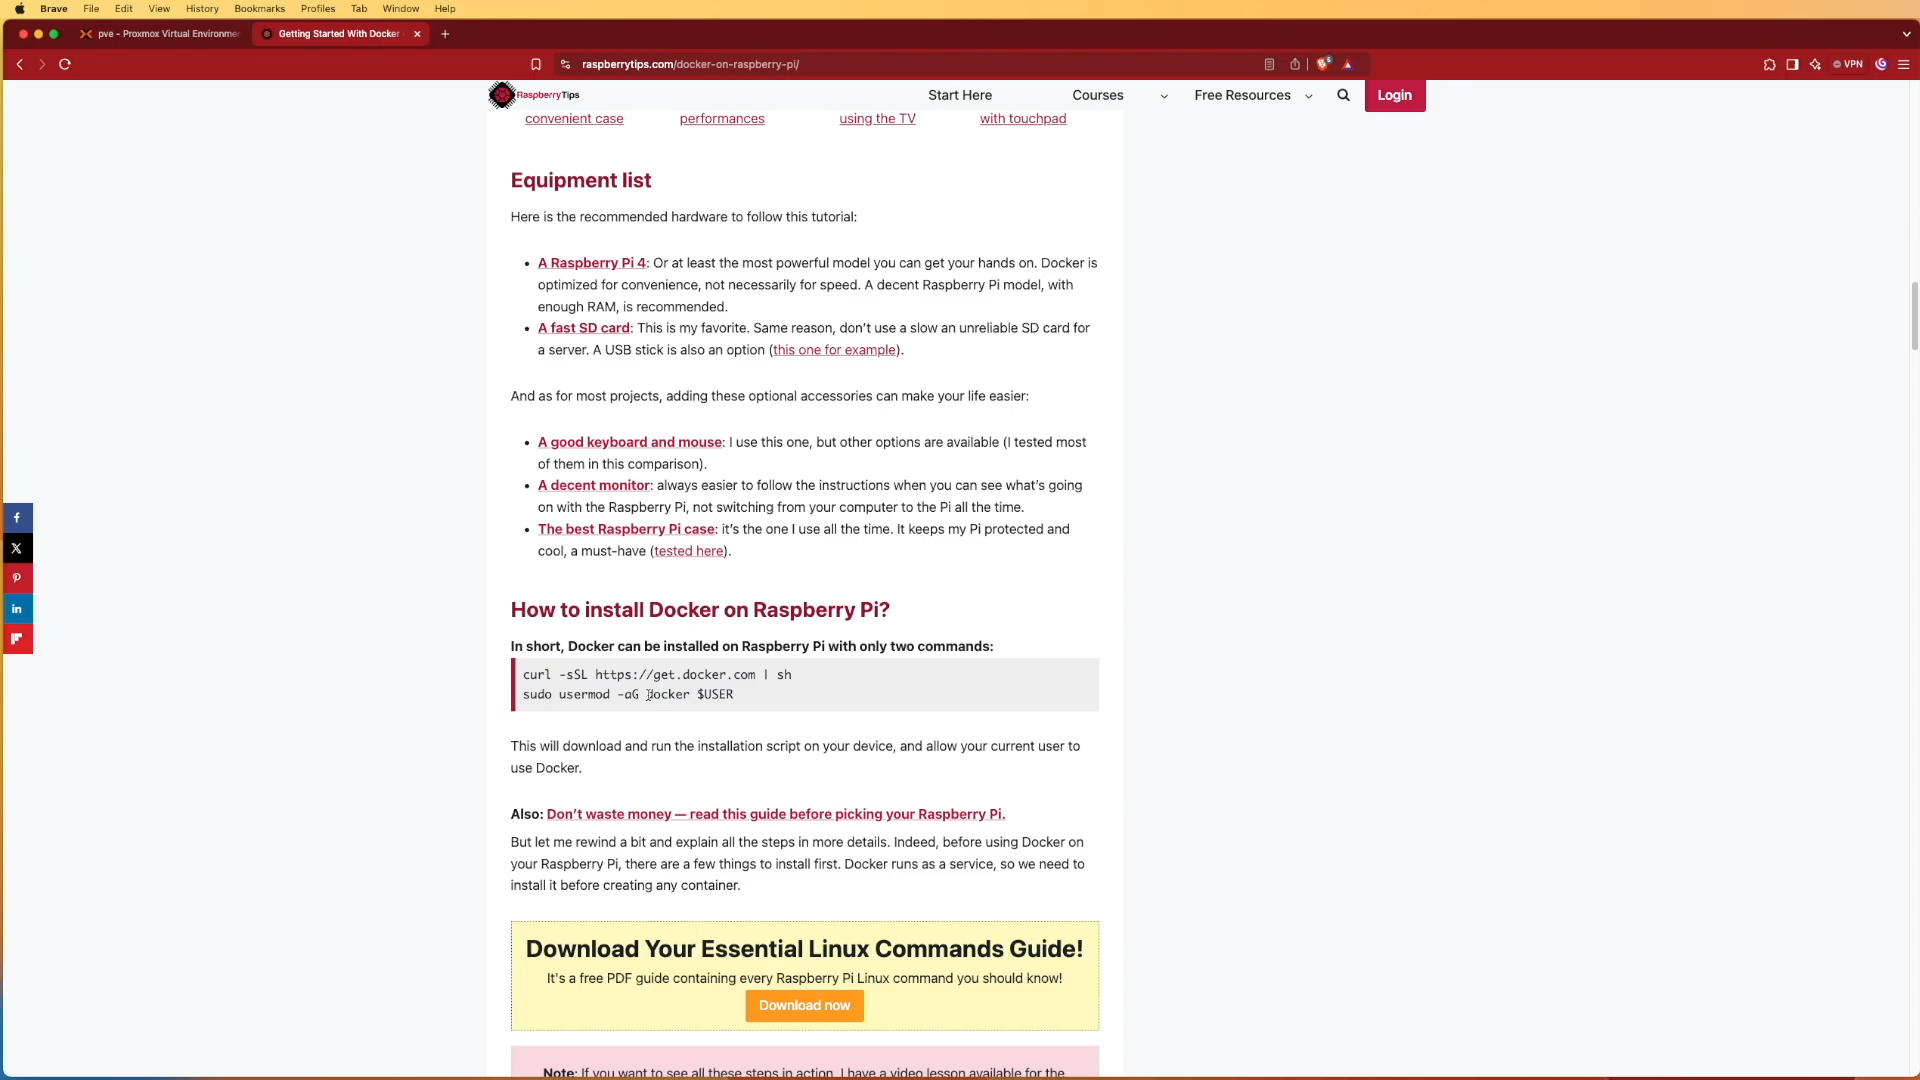 Brave File Edit View History Bookmarks Profiles Tab Window Help
pve - Proxmox Virtual Environmen Getting Started With Docker
raspberrytips.com/docker-on-raspberry-pi/ VPN
RaspberryTips Start Here Courses Free Resources Login
convenient case performances using the TV with touchpad
Equipment list
Here is the recommended hardware to follow this tutorial:
A Raspberry Pi 4: Or at least the most powerful model you can get your hands on. Docker is
optimized for convenience, not necessarily for speed. A decent Raspberry Pi model, with
enough RAM, is recommended.
A fast SD card: This is my favorite. Same reason, don't use a slow an unreliable SD card for
a server. A USB stick is also an option (this one for example).
And as for most projects, adding these optional accessories can make your life easier:
A good keyboard and mouse: I use this one, but other options are available (I tested most
of them in this comparison).
A decent monitor: always easier to follow the instructions when you can see what's going
on with the Raspberry Pi, not switching from your computer to the Pi all the time.
The best Raspberry Pi case: it's the one I use all the time. It keeps my Pi protected and
cool, a must-have (tested here).
How to install Docker on Raspberry Pi?
In short, Docker can be installed on Raspberry Pi with only two commands:
curl -sSL https://get.docker.com | sh
sudo usermod -aG docker $USER
This will download and run the installation script on your device, and allow your current user to
use Docker.
Also: Don't waste money — read this guide before picking your Raspberry Pi.
But let me rewind a bit and explain all the steps in more details. Indeed, before using Docker on
your Raspberry Pi, there are a few things to install first. Docker runs as a service, so we need to
install it before creating any container.
Download Your Essential Linux Commands Guide!
It's a free PDF guide containing every Raspberry Pi Linux command you should know!
Download now
Note: If you want to see all these steps in action, I have a video lesson available for the